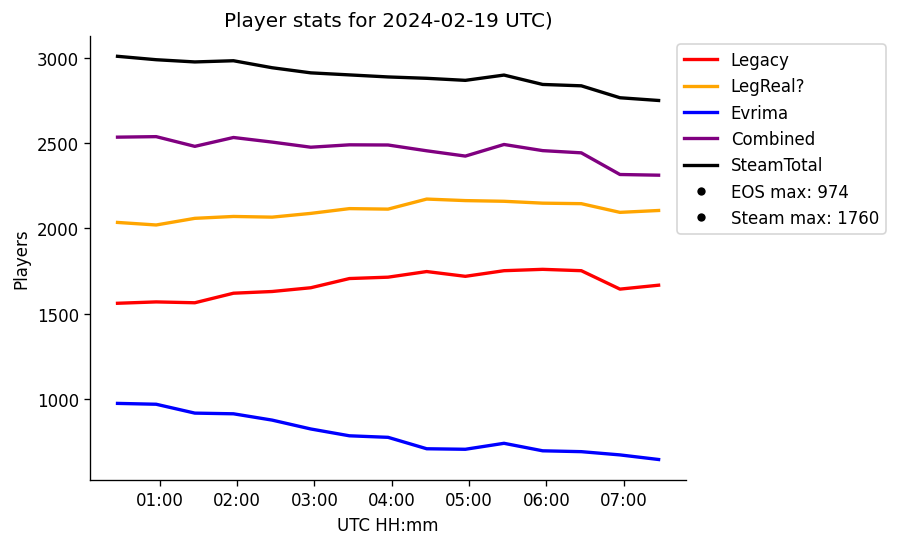 Player stats for 2024-02-19 UTC)
3000
2500
2000
1500
1000
Players
01:00 02:00 03:00 04:00 05:00 06:00 07:00
UTC HH:mm
Legacy
LegReal?
Evrima
Combined
SteamTotal
EOS max: 974
Steam max: 1760